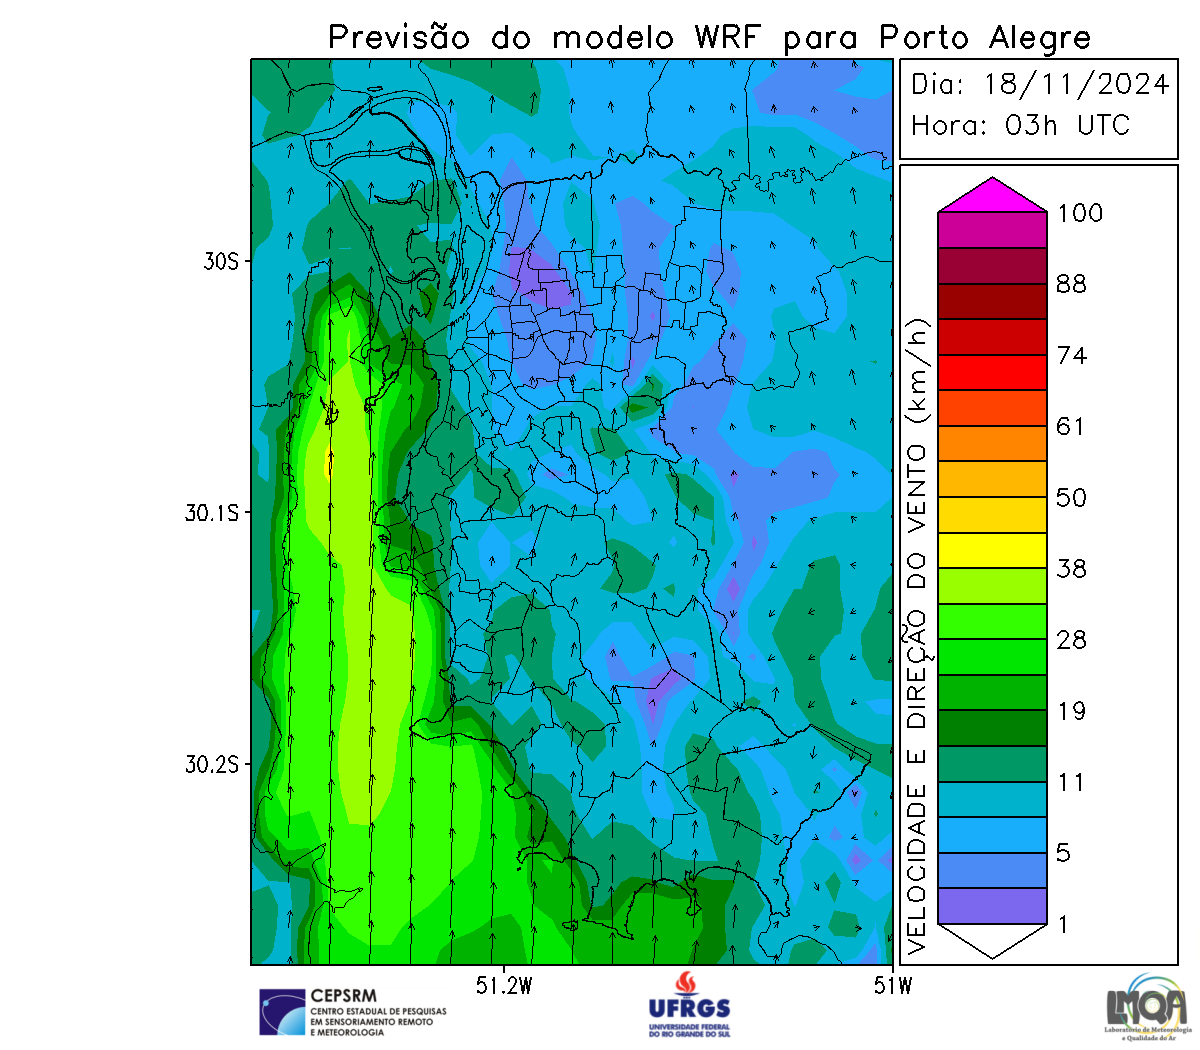 Previsão do modelo WRF para Porto Alegre
Dia: 18/11/2024
Hora: 03h UTC
30S
30.1S
30.2S
51.2W
51W
VELOCIDADE E DIREÇÃO DO VENTO (km/h)
100
88
74
61
50
38
28
19
11
5
1
CEPSRM
CENTRO ESTADUAL DE PESQUISAS
EM SENSORIAMENTO REMOTO
E METEOROLOGIA
UFRGS
UNIVERSIDADE FEDERAL
DO RIO GRANDE DO SUL
LMQA
Laboratório de Meteorologia
e Qualidade do Ar